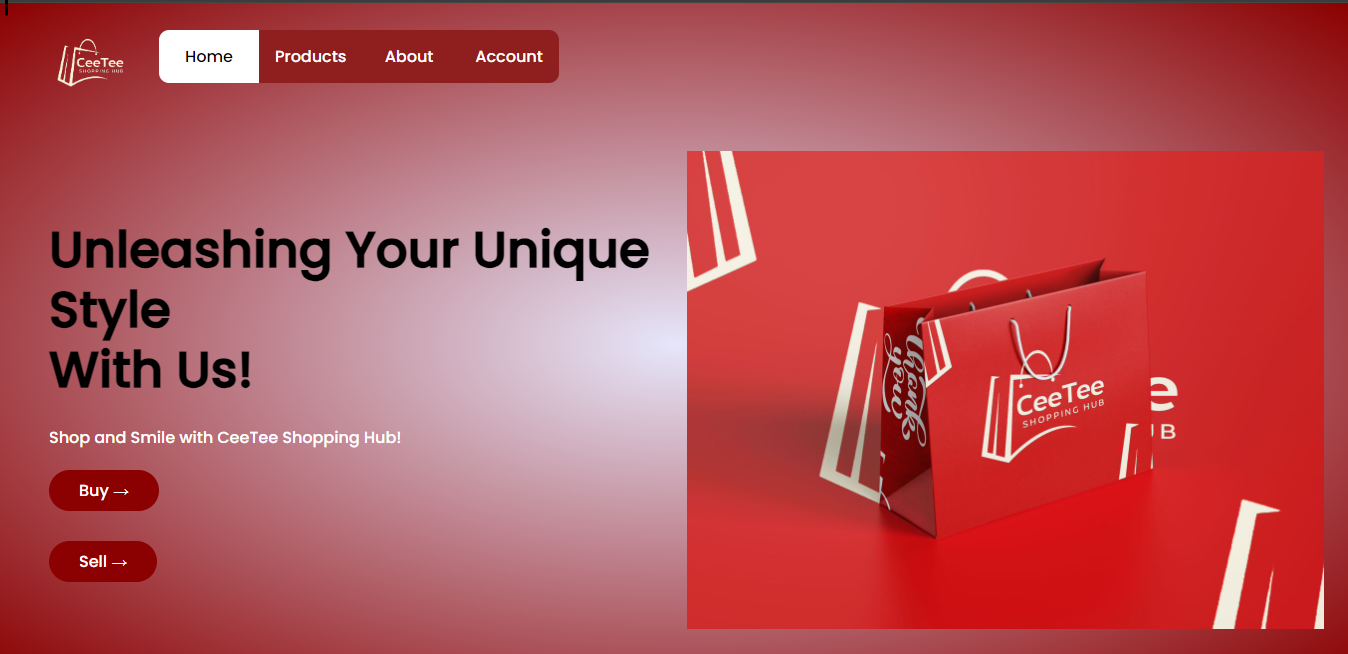 CeeTee
SHOPPING HUB
Home
Products
About
Account
Unleashing Your Unique
Style
With Us!
Shop and Smile with CeeTee Shopping Hub!
Buy →
Sell →
Thank
you
CeeTee
SHOPPING HUB
e
UB